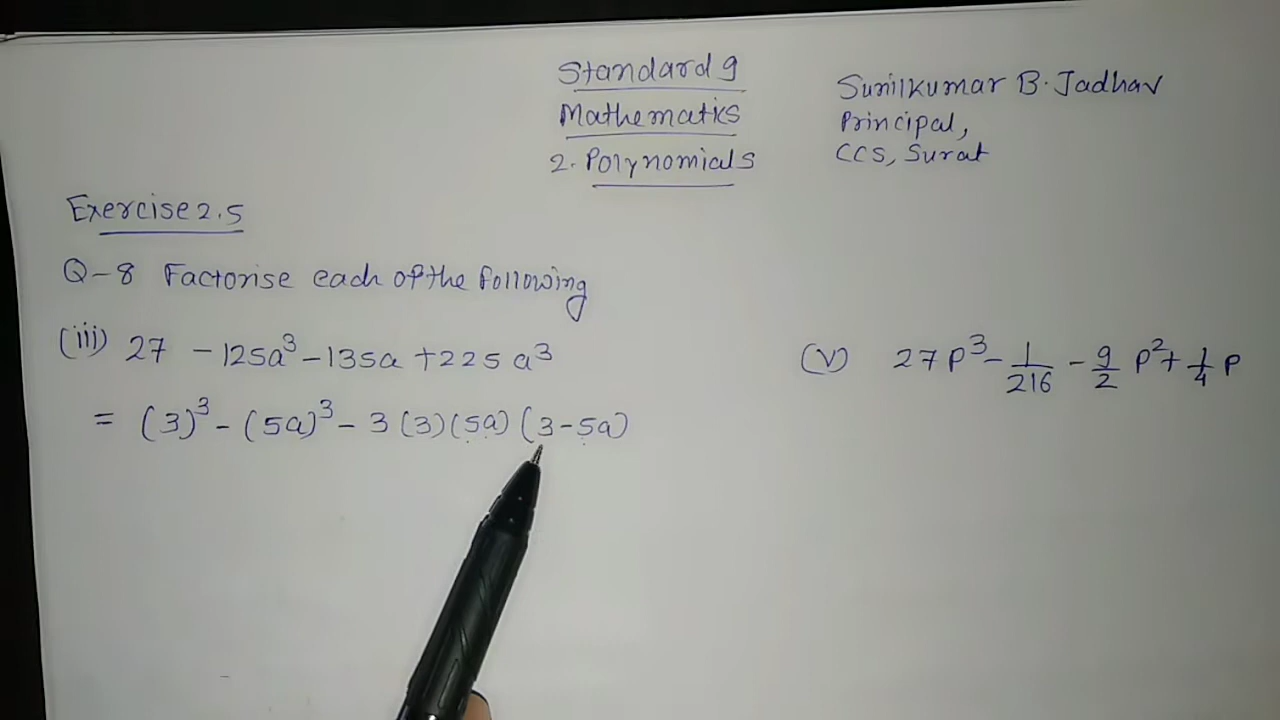 Standard 9
Mathematics
2. Polynomials
Sunilkumar B. Jadhav
Principal,
CCS, Surat
Exercise 2.5
Q-8 Factorise each of the following
(iii) 27 - 125a³ - 135a + 225a³
= (3)³ - (5a)³ - 3(3)(5a)(3-5a)
(V) 27p³ - 1/216 - 9/2 p² + 1/4 p